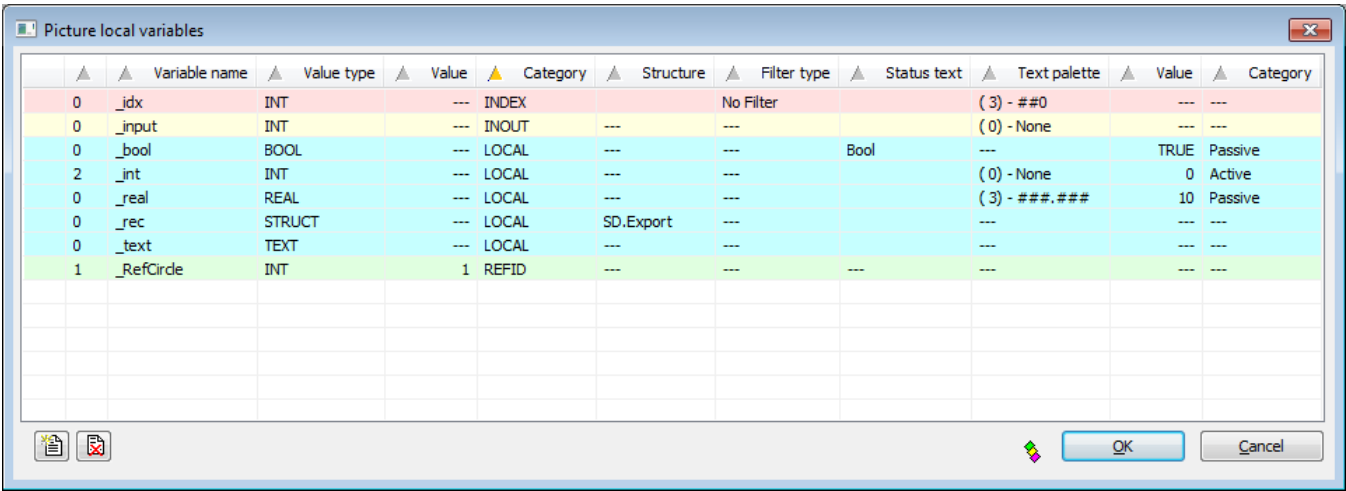 Picture local variables
Variable name Value type Value Category Structure Filter type Status text Text palette Value Category
0 _idx INT --- INDEX No Filter ( 3) - ##0 --- ---
0 _input INT --- INOUT --- --- ( 0) - None --- ---
0 _bool BOOL --- LOCAL --- --- Bool --- TRUE Passive
2 _int INT --- LOCAL --- --- ( 0) - None 0 Active
0 _real REAL --- LOCAL --- --- ( 3) - ###.### 10 Passive
0 _rec STRUCT --- LOCAL SD.Export --- --- --- ---
0 _text TEXT --- LOCAL --- --- --- --- ---
1 _RefCircle INT 1 REFID --- --- --- --- --- ---
OK Cancel